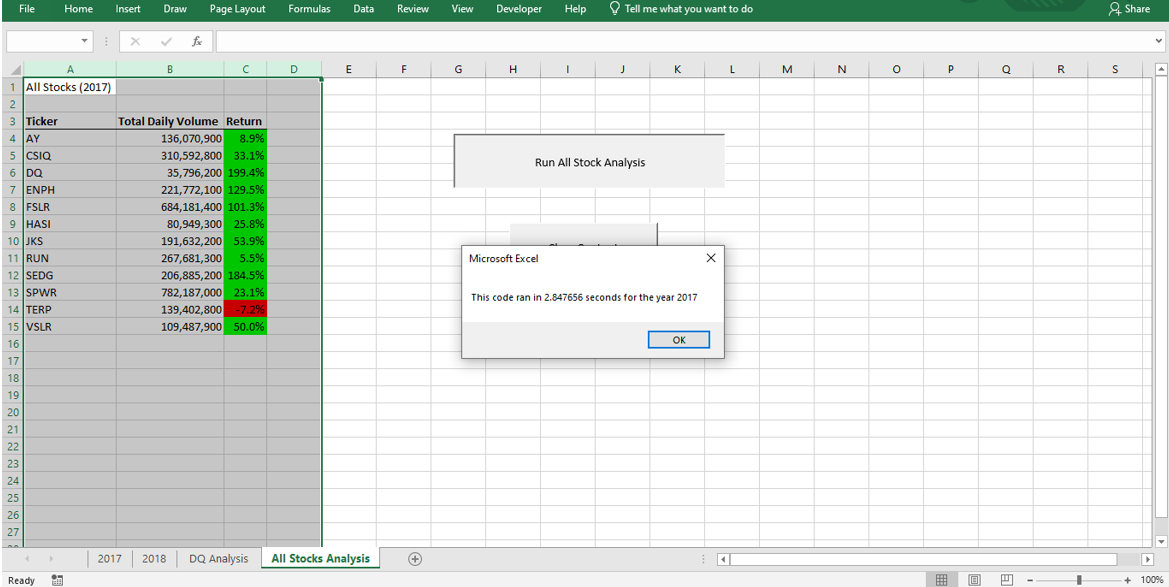 File Home Insert Draw Page Layout Formulas Data Review View Developer Help Tell me what you want to do Share
fx
A B C D E F G H I J K L M N O P Q R S
1 All Stocks (2017)
2
3 Ticker Total Daily Volume Return
4 AY 136,070,900 8.9%
5 CSIQ 310,592,800 33.1%
6 DQ 35,796,200 199.4%
7 ENPH 221,772,100 129.5%
8 FSLR 684,181,400 101.3%
9 HASI 80,949,300 25.8%
10 JKS 191,632,200 53.9%
11 RUN 267,681,300 5.5%
12 SEDG 206,885,200 184.5%
13 SPWR 782,187,000 23.1%
14 TERP 139,402,800 -7.2%
15 VSLR 109,487,900 50.0%
16
17
18
19
20
21
22
23
24
25
26
27
Run All Stock Analysis
Microsoft Excel
This code ran in 2.847656 seconds for the year 2017
OK
2017 2018 DQ Analysis All Stocks Analysis
Ready 100%